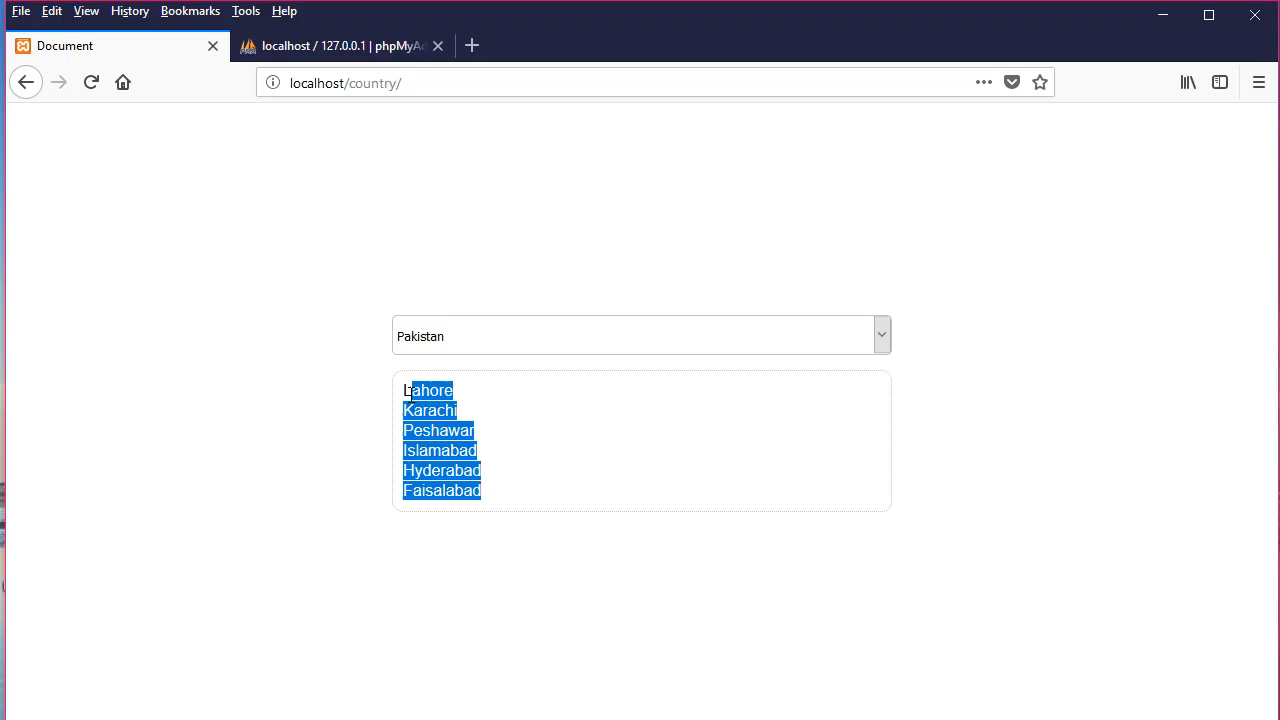 File Edit View History Bookmarks Tools Help
Document localhost / 127.0.0.1 | phpMyAd
localhost/country/
Pakistan
Lahore
Karachi
Peshawar
Islamabad
Hyderabad
Faisalabad